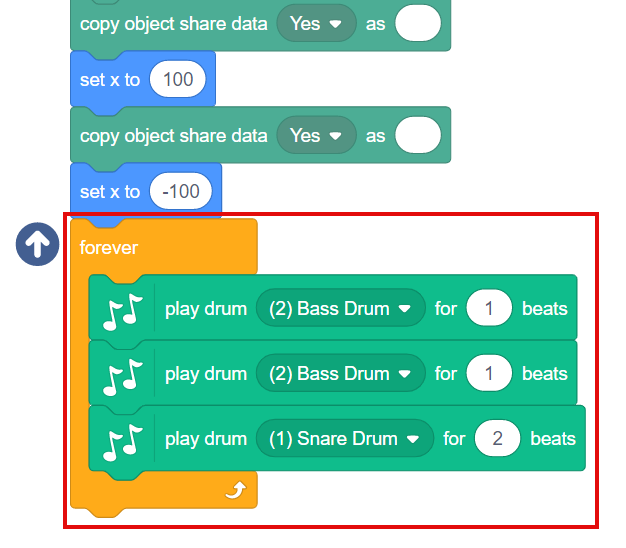 copy object share data Yes as
set x to 100
copy object share data Yes as
set x to -100
forever
play drum (2) Bass Drum for 1 beats
play drum (2) Bass Drum for 1 beats
play drum (1) Snare Drum for 2 beats